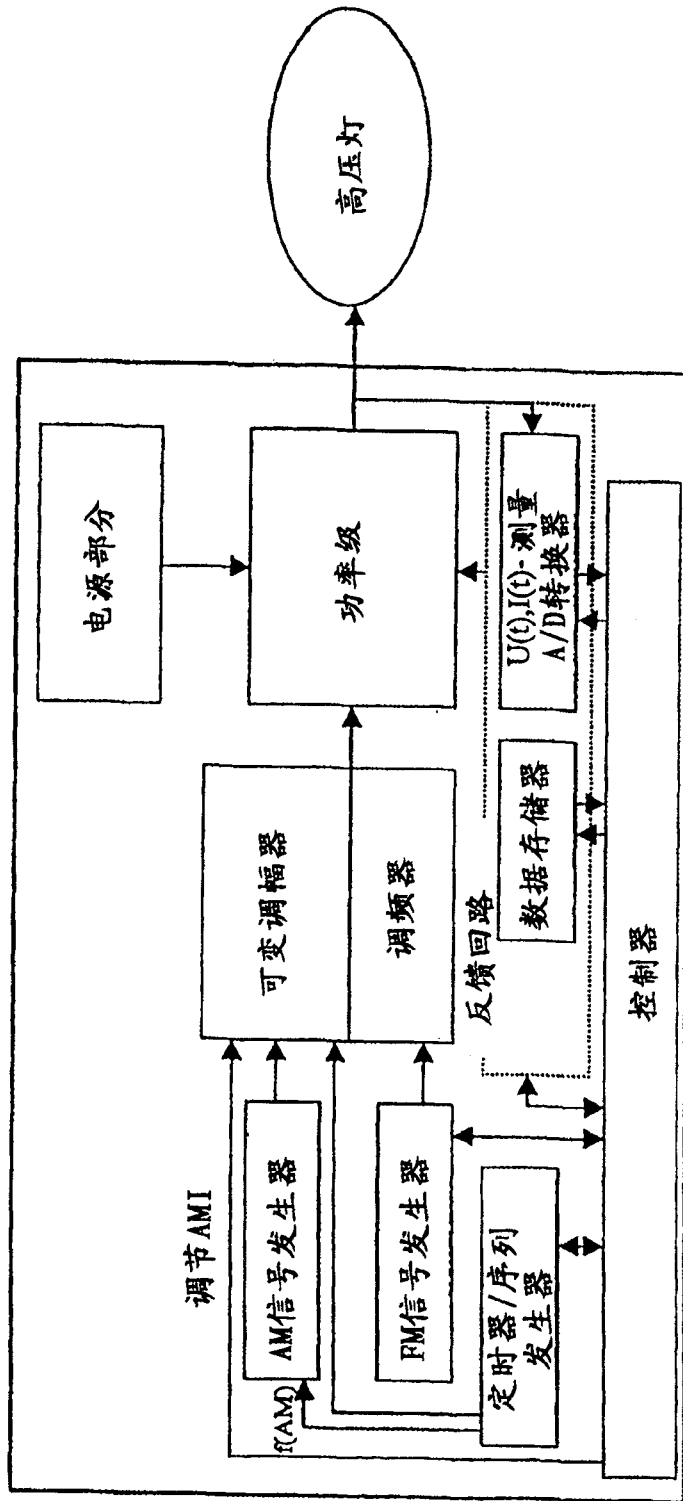 高压灯
电源部分
功率级
U(t),I(t)-测量
A/D转换器
可变调幅器
调频器
反馈回路
数据存储器
控制器
调节AMI
AM信号发生器
f(AM)
FM信号发生器
定时器/序列
发生器